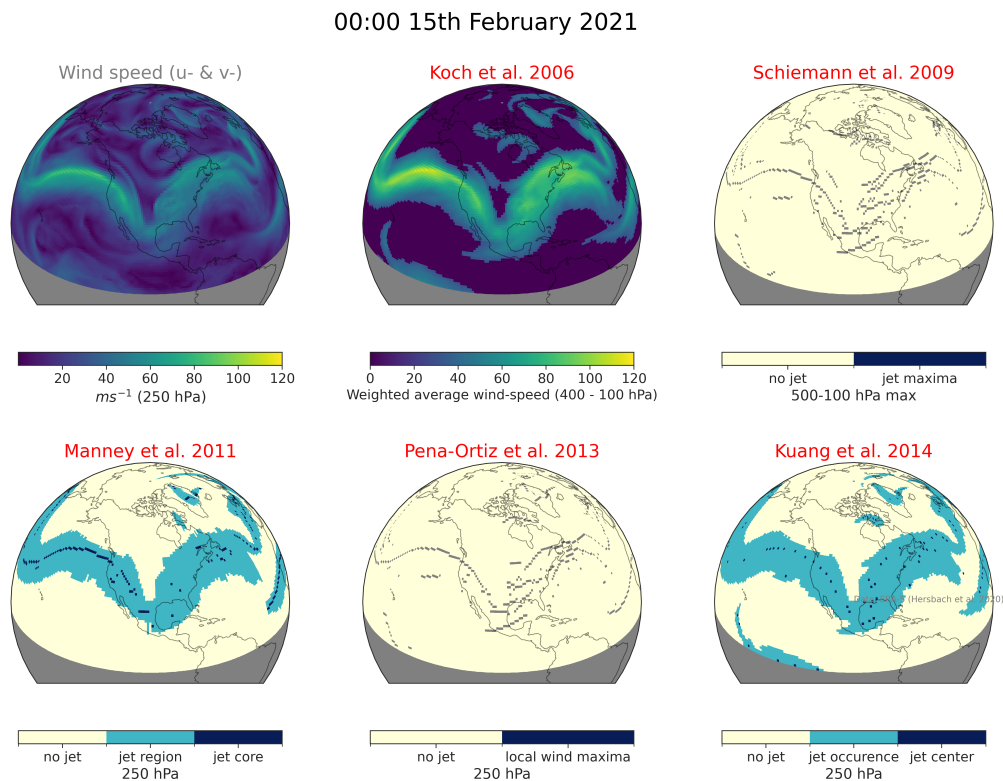 00:00 15th February 2021
Wind speed (u- & v-)
Koch et al. 2006
Schiemann et al. 2009
20 40 60 80 100 120
ms⁻¹ (250 hPa)
0 20 40 60 80 100 120
Weighted average wind-speed (400 - 100 hPa)
no jet jet maxima
500-100 hPa max
Manney et al. 2011
Pena-Ortiz et al. 2013
Kuang et al. 2014
(Hersbach et al. 2020)
no jet jet region jet core
250 hPa
no jet local wind maxima
250 hPa
no jet jet occurence jet center
250 hPa